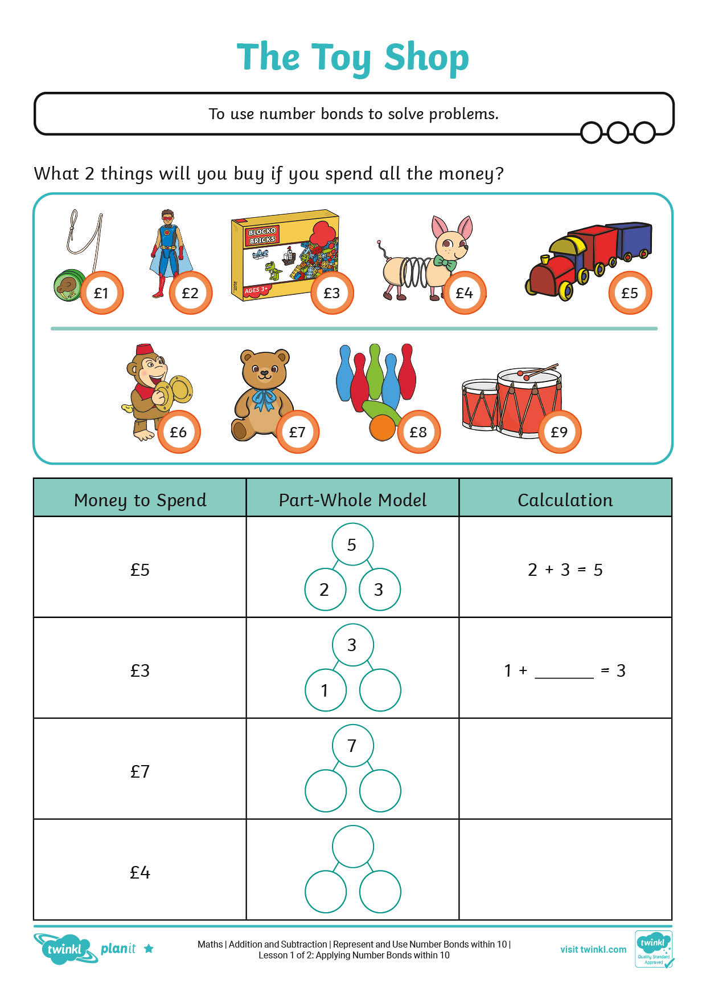 The Toy Shop
To use number bonds to solve problems.
What 2 things will you buy if you spend all the money?
BLOCKO
BRICKS
AGES 3+
£1
£2
£3
£4
£5
£6
£7
£8
£9
Money to Spend
Part-Whole Model
Calculation
£5
5
2 3
2 + 3 = 5
£3
3
1
1 + ______ = 3
£7
7
£4
twinkl planit
Maths | Addition and Subtraction | Represent and Use Number Bonds within 10 |
Lesson 1 of 2: Applying Number Bonds within 10
visit twinkl.com
twinkl
Quality Standard
Approved